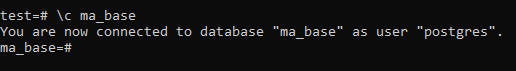 test=# \c ma_base
You are now connected to database "ma_base" as user "postgres".
ma_base=#